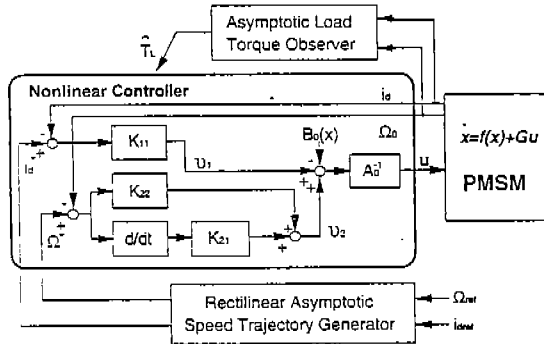 Asymptotic Load
Torque Observer
T̂L
Nonlinear Controller
id
B₀(x)
Ω₀
ẋ=f(x)+Gu
PMSM
K₁₁
υ₁
A₀⁻¹
u
id*
K₂₂
d/dt
K₂₁
υ₂
Ω*
Rectilinear Asymptotic
Speed Trajectory Generator
Ωref
idref